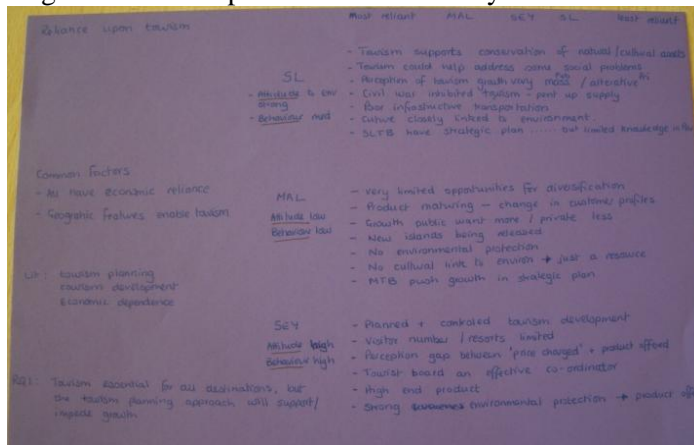 Reliance upon tourism
Most reliant MAL SEY SL least reliant
SL
Attitude to env strong
Behaviour med
- Tourism supports conservation of natural/cultural assets
- Tourism could help address some social problems
- Perception of tourism growth very mass / alternative
- Civil war inhibited tourism - pent up supply
- Poor infrastructure transportation
- Culture closely linked to environment.
- SLTB have strategic plan ...... but limited knowledge
Common factors
- All have economic reliance
- Geographic features enable tourism
Lit: tourism planning
tourism development
economic dependence
MAL
Attitude low
Behaviour low
- very limited opportunities for diversification
- Product maturing - change in customer profiles
- Growth public want more / private less
- New islands being released
- No environmental protection
- No cultural link to environ → just a resource
- MTB push growth in strategic plan
SEY
Attitude high
Behaviour high
- Planned + controled tourism development
- Visitor number / resorts limited
- Perception gap between 'price charged' + product offered
- Tourist board an effective co-ordinator
- High end product
- Strong environmental protection → product
RQ1: Tourism essential for all destinations, but
the tourism planning approach will support/
impede growth